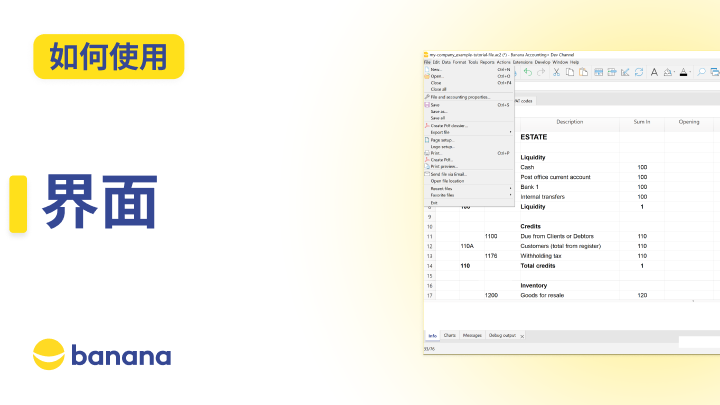 如何使用
界面
banana
my-company_example-tutorial-file.ac2 (*) - Banana Accounting+ Dev Channel
File Edit Data Format Tools Reports Actions Extensions Develop Window Help
New... Ctrl+N
Open... Ctrl+O
Close Ctrl+F4
Close all
File and accounting properties...
Save Ctrl+S
Save as...
Save all
Create Pdf dossier...
Export file
Page setup...
Logo setup...
Print... Ctrl+P
Create Pdf...
Print preview...
Send file via Email...
Open file location
Recent files
Favorite files
Exit
VAT codes
Description Sum In Opening
ESTATE
Liquidity
Cash 100
Post office current account 100
Bank 1 100
Internal transfers 100
8 100 Liquidity 1
9
10 Credits
11 1100 Due from Clients or Debtors 110
12 110A Customers (total from register) 110
13 1176 Withholding tax 110
14 110 Total credits 1
15
16 Inventory
17 1200 Goods for resale 120
Info Charts Messages Debug output